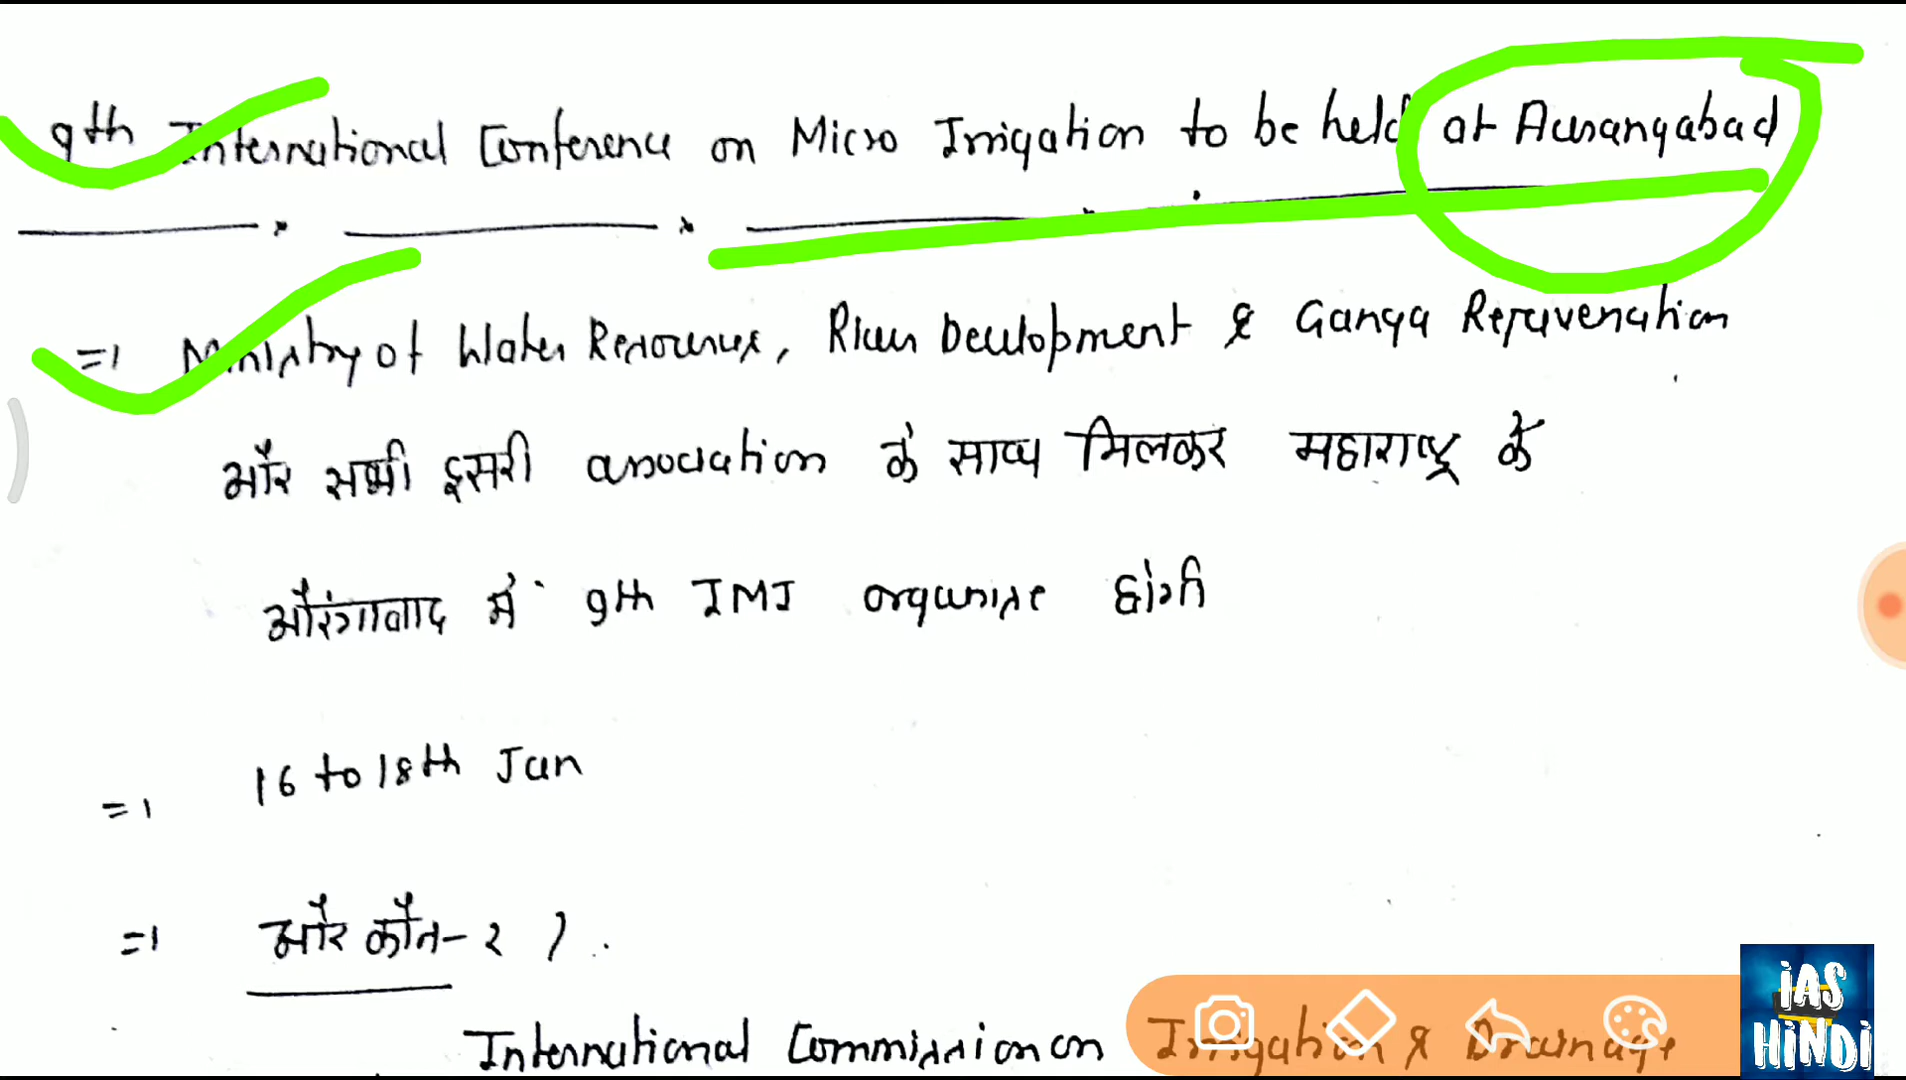 9th International Conference on Micro Irrigation to be held at Aurangabad
=> Ministry of Water Resources, River Development & Ganga Rejuvenation
और सभी दूसरी association के साथ मिलकर महाराष्ट्र के
औरंगाबाद में 9th IMI organise होगी
=> 16 to 18th Jan
=> और कौन-२ ?
International Commission on Irrigation & Drainage
iAS
HiNDi